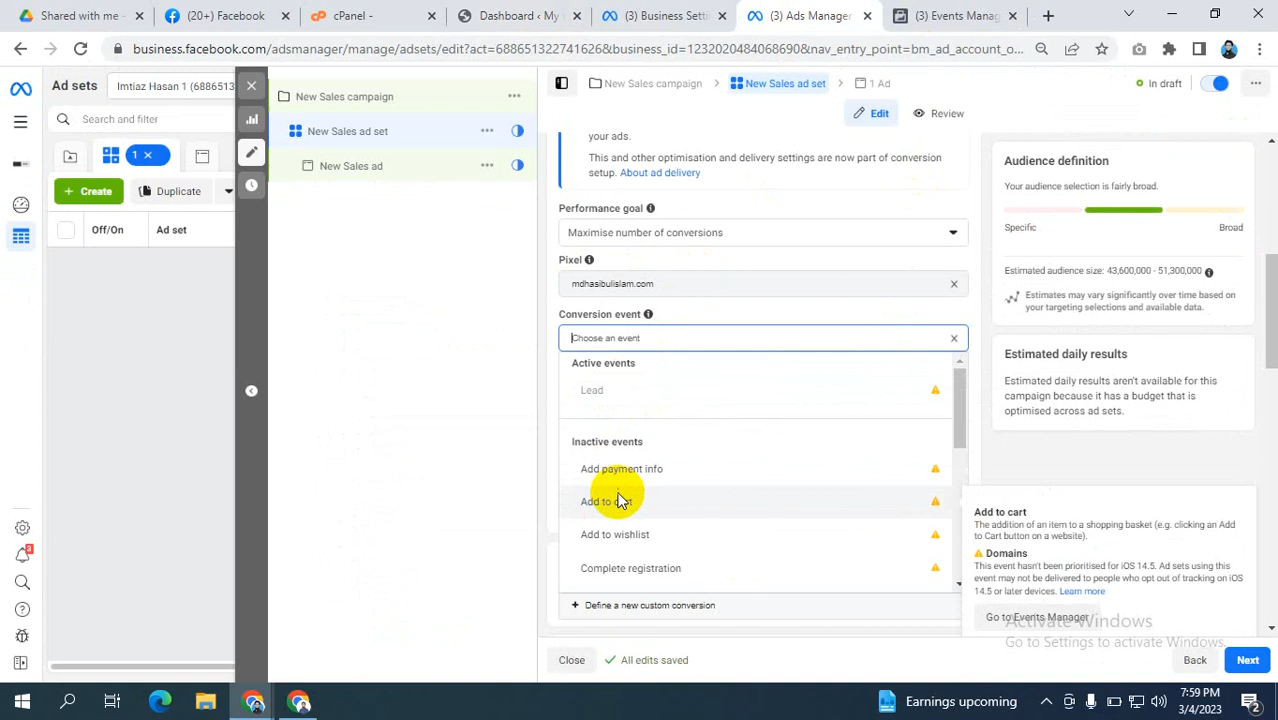 Shared with me -
(20+) Facebook
cPanel -
Dashboard ‹ My
(3) Business Setti
(3) Ads Manager
(3) Events Manag
business.facebook.com/adsmanager/manage/adsets/edit?act=688651322741626&business_id=1232020484068690&nav_entry_point=bm_ad_account_o...
Ad sets
Imtiaz Hasan 1 (6886513227
Search and filter
1
Create
Duplicate
Off/On
Ad set
New Sales campaign
New Sales ad set
New Sales ad
New Sales campaign
New Sales ad set
1 Ad
In draft
Edit
Review
your ads.
This and other optimisation and delivery settings are now part of conversion
setup. About ad delivery
Performance goal
Maximise number of conversions
Pixel
mdhasibulislam.com
Conversion event
Choose an event
Active events
Lead
Inactive events
Add payment info
Add to cart
Add to wishlist
Complete registration
Define a new custom conversion
Close
All edits saved
Back
Next
Audience definition
Your audience selection is fairly broad.
Specific
Broad
Estimated audience size: 43,600,000 - 51,300,000
Estimates may vary significantly over time based on
your targeting selections and available data.
Estimated daily results
Estimated daily results aren't available for this
campaign because it has a budget that is
optimised across ad sets.
Add to cart
The addition of an item to a shopping basket (e.g. clicking an Add
to Cart button on a website).
Domains
This event hasn't been prioritised for iOS 14.5. Ad sets using this
event may not be delivered to people who opt out of tracking on iOS
14.5 or later devices. Learn more
Go to Events Manager
Activate Windows
Go to Settings to activate Windows.
Earnings upcoming
7:59 PM
3/4/2023
2